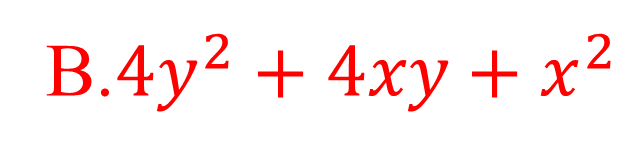 B.4y² + 4xy + x²